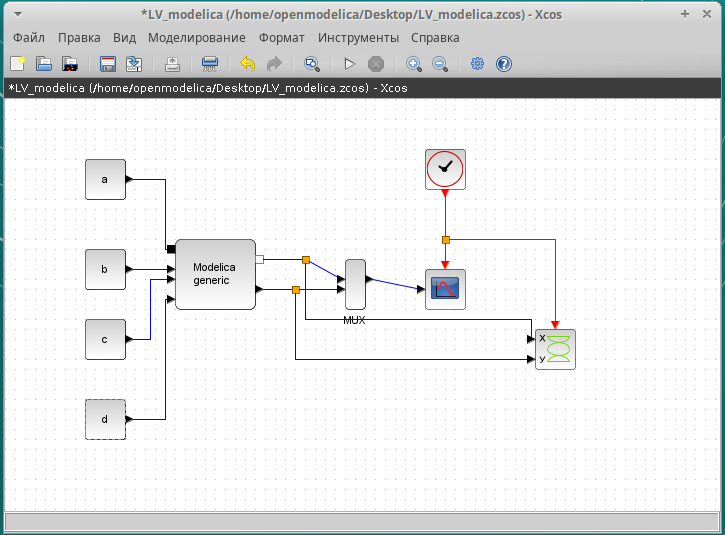 *LV_modelica (/home/openmodelica/Desktop/LV_modelica.zcos) - Xcos
Файл Правка Вид Моделирование Формат Инструменты Справка
*LV_modelica (/home/openmodelica/Desktop/LV_modelica.zcos) - Xcos
a
b
Modelica
generic
c
MUX
x
y
d